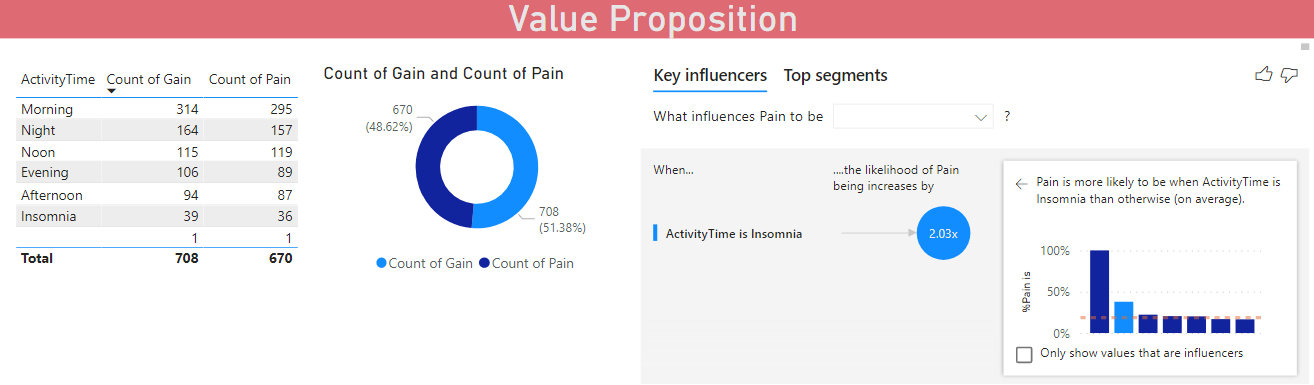 Value Proposition
ActivityTime Count of Gain Count of Pain
Morning 314 295
Night 164 157
Noon 115 119
Evening 106 89
Afternoon 94 87
Insomnia 39 36
1 1
Total 708 670
Count of Gain and Count of Pain
670
(48.62%)
708
(51.38%)
Count of Gain Count of Pain
Key influencers Top segments
What influences Pain to be ?
When...
....the likelihood of Pain
being increases by
ActivityTime is Insomnia
2.03x
Pain is more likely to be when ActivityTime is
Insomnia than otherwise (on average).
%Pain is
100%
50%
0%
Only show values that are influencers